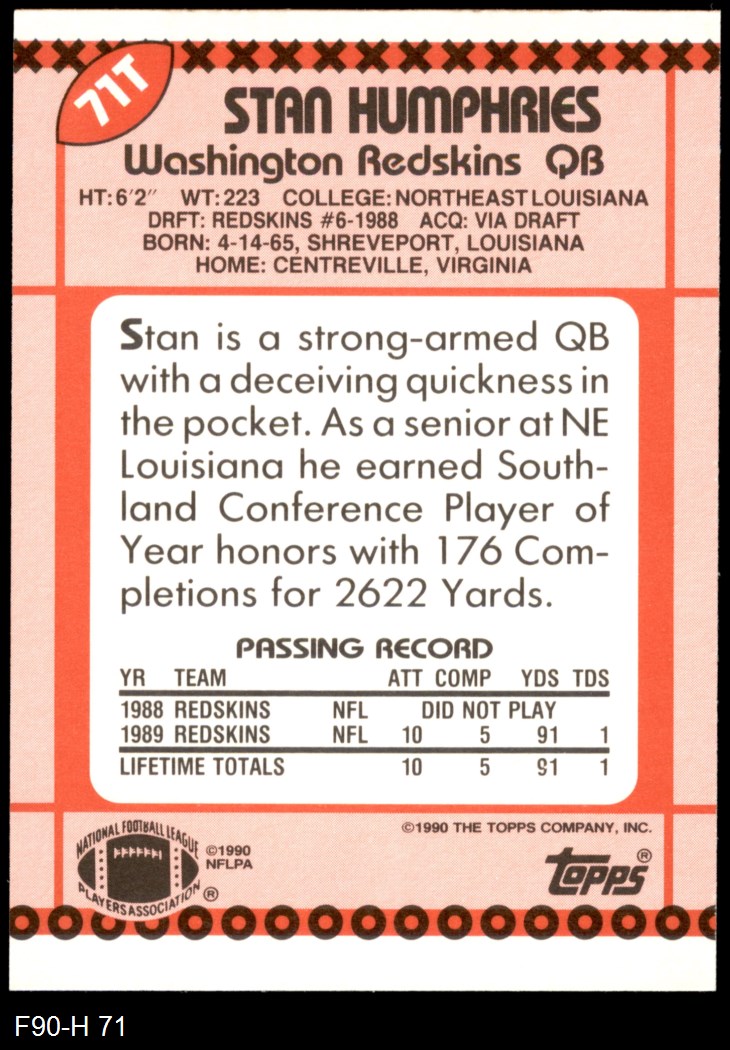 71T
STAN HUMPHRIES
Washington Redskins QB
HT:6'2" WT:223 COLLEGE:NORTHEAST LOUISIANA
DRFT: REDSKINS #6-1988 ACQ: VIA DRAFT
BORN: 4-14-65, SHREVEPORT, LOUISIANA
HOME: CENTREVILLE, VIRGINIA
Stan is a strong-armed QB
with a deceiving quickness in
the pocket. As a senior at NE
Louisiana he earned South-
land Conference Player of
Year honors with 176 Com-
pletions for 2622 Yards.
PASSING RECORD
YR TEAM ATT COMP YDS TDS
1988 REDSKINS NFL DID NOT PLAY
1989 REDSKINS NFL 10 5 91 1
LIFETIME TOTALS 10 5 91 1
©1990 THE TOPPS COMPANY, INC.
NATIONAL FOOTBALL LEAGUE
PLAYERS ASSOCIATION ®
©1990
NFLPA
topps®
F90-H 71